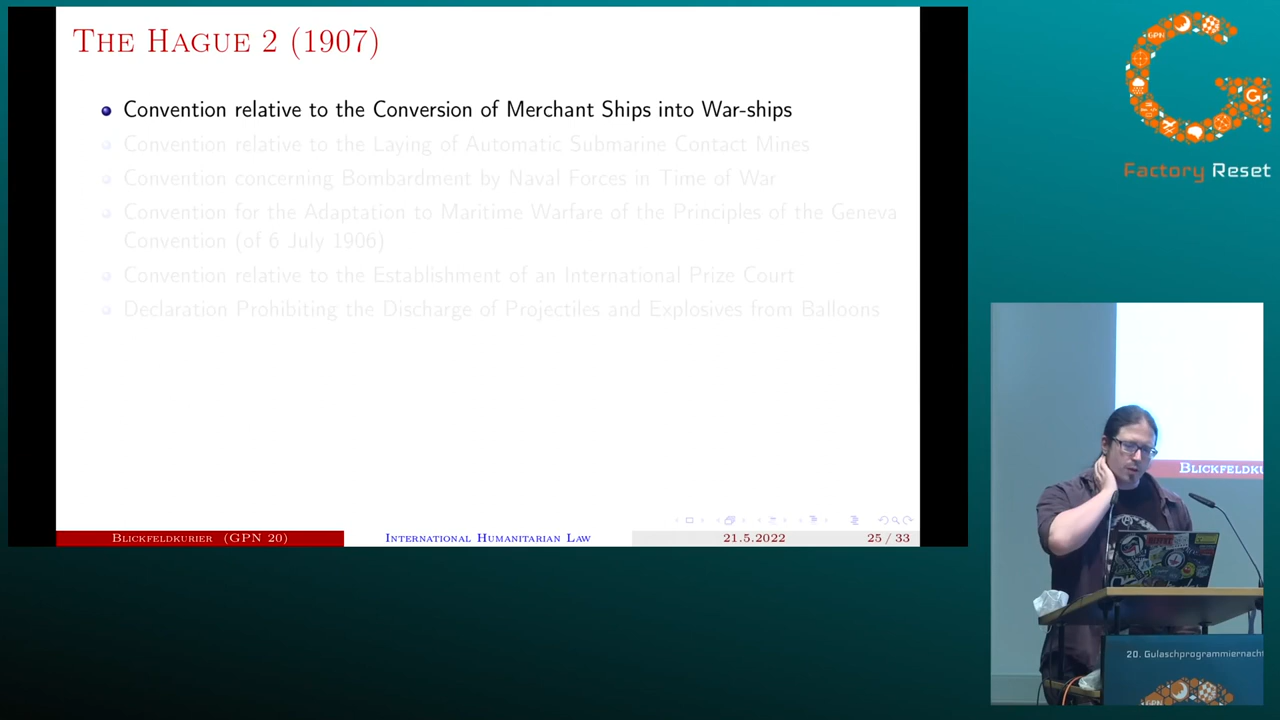 The Hague 2 (1907)
Convention relative to the Conversion of Merchant Ships into War-ships
Convention relative to the Laying of Automatic Submarine Contact Mines
Convention concerning Bombardment by Naval Forces in Time of War
Convention for the Adaptation to Maritime Warfare of the Principles of the Geneva
Convention (of 6 July 1906)
Convention relative to the Establishment of an International Prize Court
Declaration Prohibiting the Discharge of Projectiles and Explosives from Balloons
Blickfeldkurier (GPN 20)
International Humanitarian Law
21.5.2022
25 / 33
GPN
G
Factory Reset
Blickfeldku
20. Gulaschprogrammiernacht